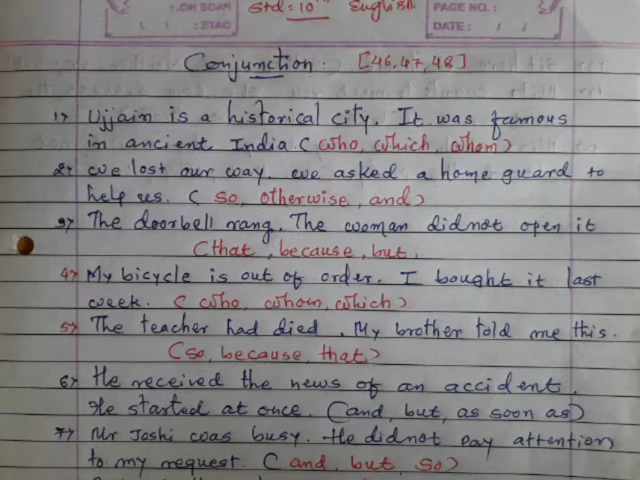 Std = 10th English
PAGE NO.:
DATE: / /
Conjunction : [46, 47, 48]
1) Ujjain is a historical city. It was famous
in ancient India. (who, which, whom)
2) we lost our way. we asked a home guard to
help us. (so, otherwise, and)
3) The doorbell rang. The woman did not open it
(that, because, but,
4) My bicycle is out of order. I bought it last
week. (who, whom, which)
5) The teacher had died. My brother told me this.
(so, because, that)
6) He received the news of an accident.
He started at once. (and, but, as soon as)
7) Mr Joshi was busy. He did not pay attention
to my request. (and, but, so)